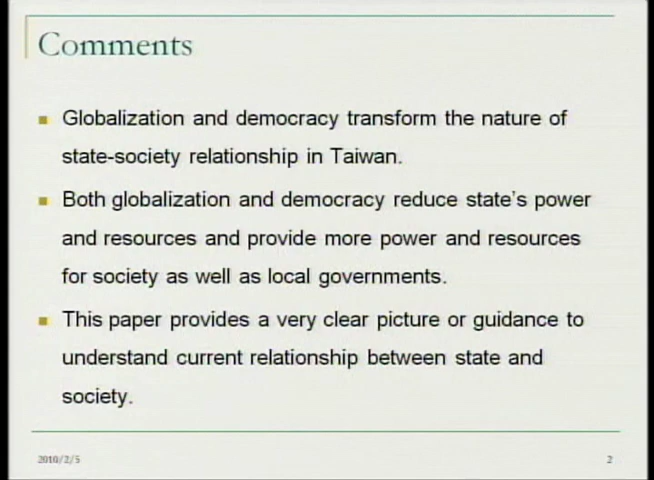 Comments
Globalization and democracy transform the nature of
state-society relationship in Taiwan.
Both globalization and democracy reduce state's power
and resources and provide more power and resources
for society as well as local governments.
This paper provides a very clear picture or guidance to
understand current relationship between state and
society.
2010/2/5
2